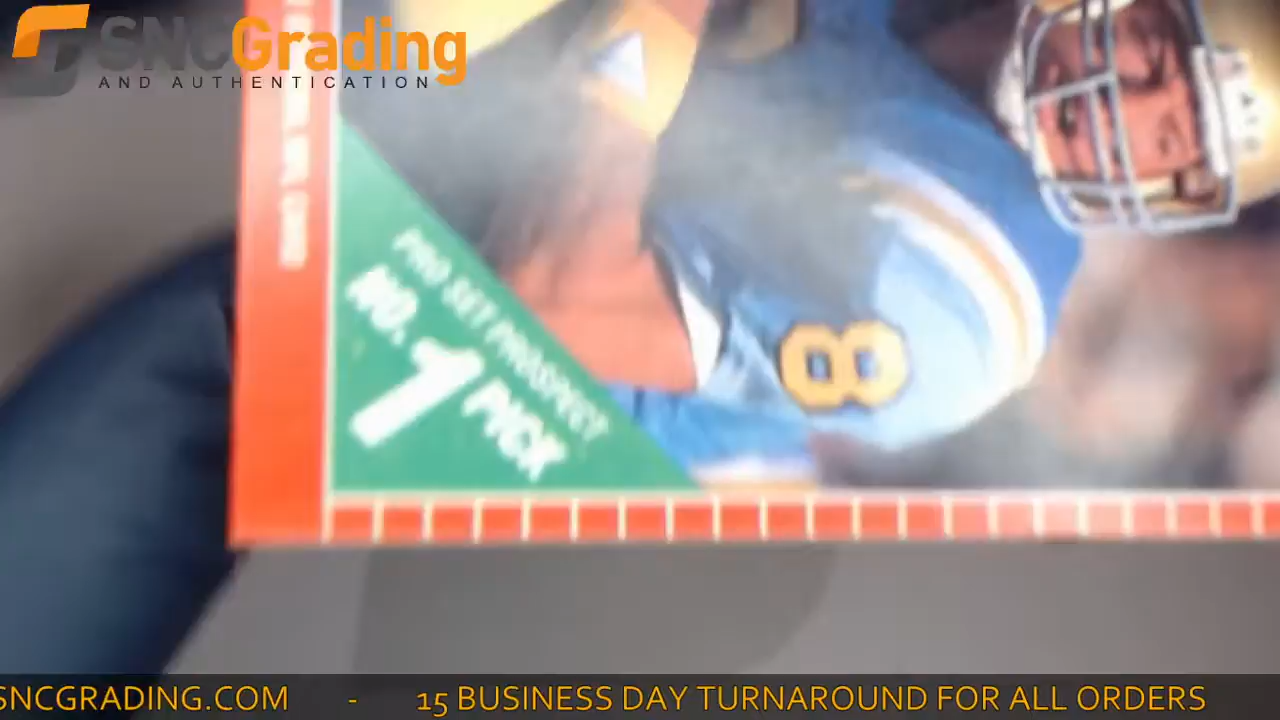 SNCGrading
AND AUTHENTICATION
PRO SET PROSPECT
NO. 1 PICK
8
SNCGRADING.COM - 15 BUSINESS DAY TURNAROUND FOR ALL ORDERS